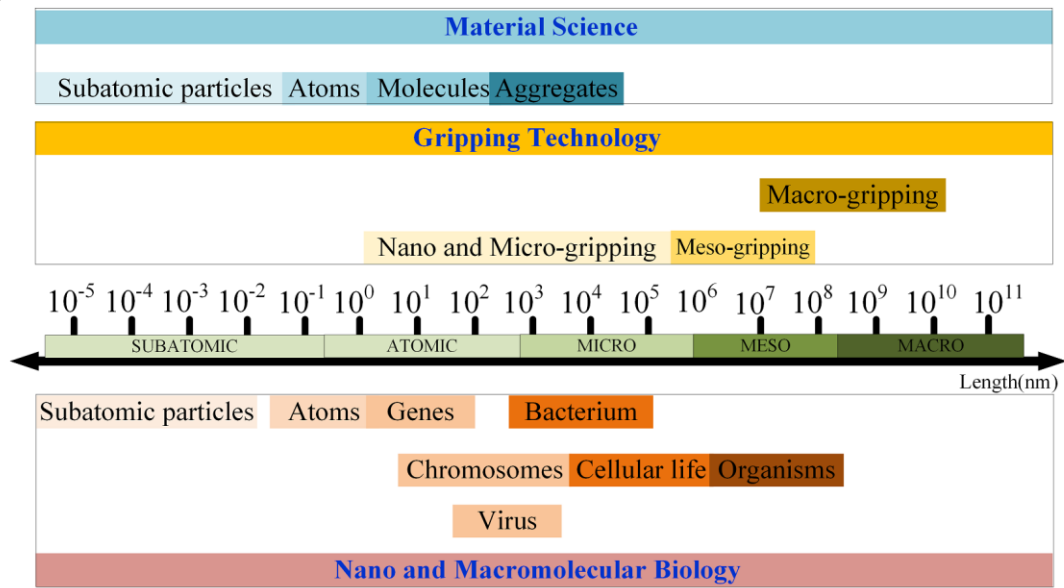 Material Science
Subatomic particles Atoms Molecules Aggregates
Gripping Technology
Macro-gripping
Nano and Micro-gripping Meso-gripping
10⁻⁵ 10⁻⁴ 10⁻³ 10⁻² 10⁻¹ 10⁰ 10¹ 10² 10³ 10⁴ 10⁵ 10⁶ 10⁷ 10⁸ 10⁹ 10¹⁰ 10¹¹
SUBATOMIC ATOMIC MICRO MESO MACRO
Length(nm)
Subatomic particles Atoms Genes Bacterium
Chromosomes Cellular life Organisms
Virus
Nano and Macromolecular Biology